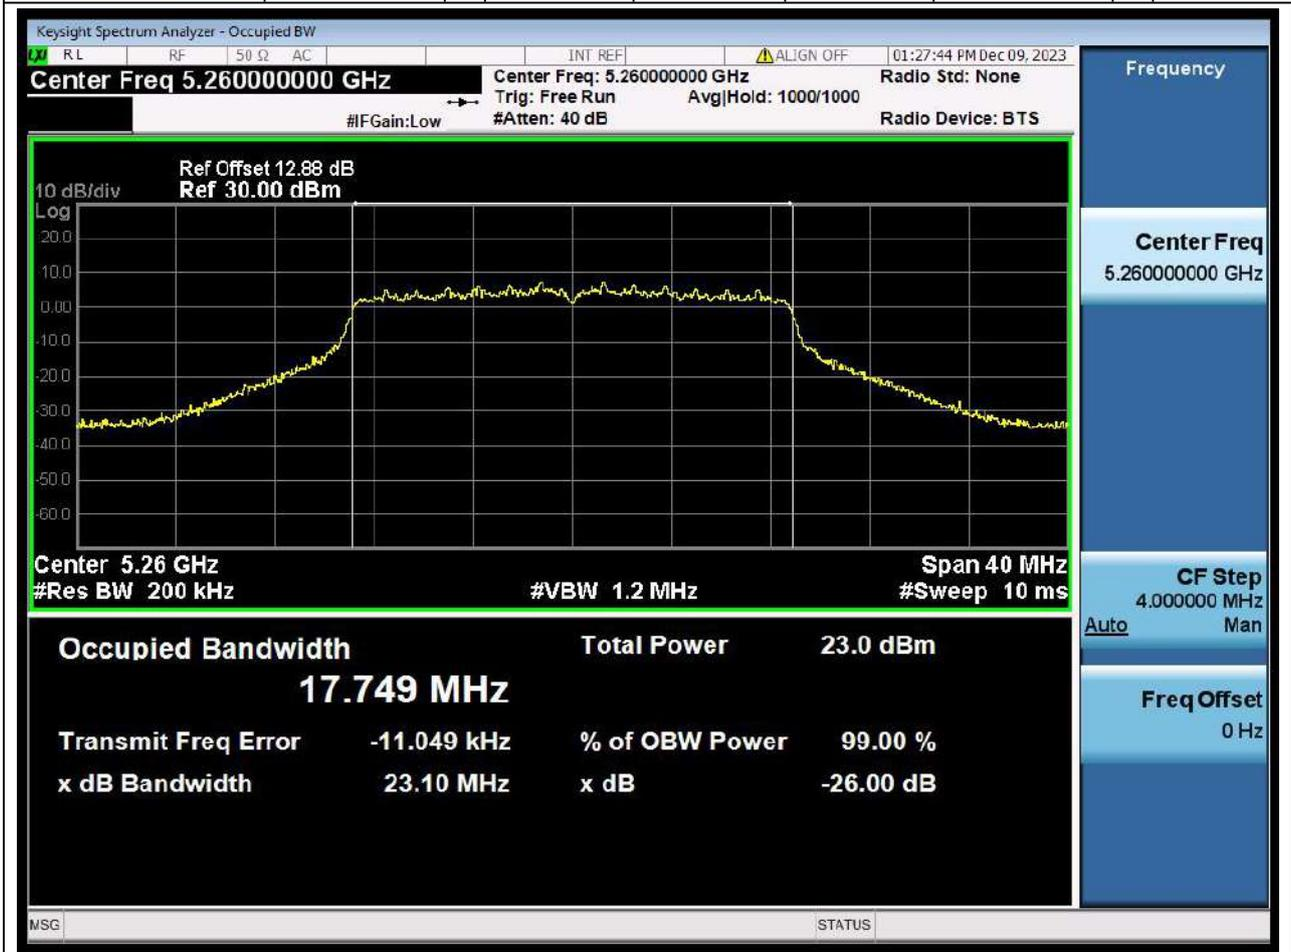 Keysight Spectrum Analyzer - Occupied BW
LXI RL RF 50 Ω AC INT REF ALIGN OFF 01:27:44 PM Dec 09, 2023
Center Freq 5.260000000 GHz
Center Freq: 5.260000000 GHz
Radio Std: None
Trig: Free Run Avg|Hold: 1000/1000
#IFGain:Low
#Atten: 40 dB
Radio Device: BTS
Frequency
Ref Offset 12.88 dB
10 dB/div Ref 30.00 dBm
Log
20.0
10.0
0.00
-10.0
-20.0
-30.0
-40.0
-50.0
-60.0
Center Freq
5.260000000 GHz
Center 5.26 GHz
Span 40 MHz
#Res BW 200 kHz
#VBW 1.2 MHz
#Sweep 10 ms
CF Step
4.000000 MHz
Auto Man
Occupied Bandwidth
17.749 MHz
Total Power 23.0 dBm
Transmit Freq Error -11.049 kHz
% of OBW Power 99.00 %
x dB Bandwidth 23.10 MHz
x dB -26.00 dB
Freq Offset
0 Hz
MSG
STATUS